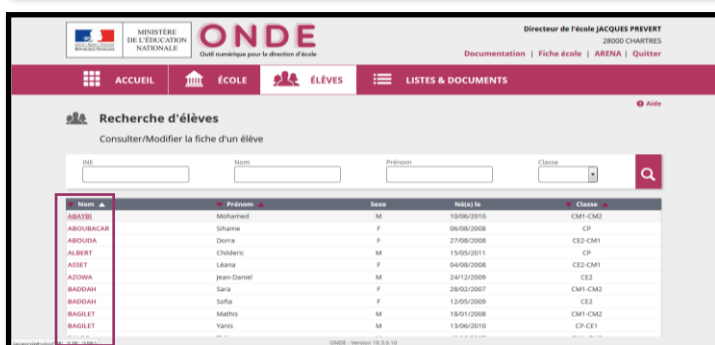 MINISTÈRE
DE L'ÉDUCATION
NATIONALE
ONDE
Outil numérique pour la direction d'école
Directeur de l'école JACQUES PREVERT
28000 CHARTRES
Documentation | Fiche école | ARENA | Quitter
ACCUEIL ÉCOLE ÉLÈVES LISTES & DOCUMENTS
Aide
Recherche d'élèves
Consulter/Modifier la fiche d'un élève
INE Nom Prénom Classe
Nom Prénom Sexe Né(e) le Classe
ABAYBI Mohamed M 10/06/2010 CM1-CM2
ABOUBACAR Sihame F 06/08/2008 CP
ABOUDA Dorra F 27/08/2008 CE2-CM1
ALBERT Childeric M 15/05/2011 CP
ASSET Léana F 04/08/2008 CE2-CM1
AZOWA Jean-Daniel M 24/12/2009 CE2
BADDAH Sara F 28/02/2007 CM1-CM2
BADDAH Sofia F 12/05/2009 CE2
BAGILET Mathis M 18/01/2008 CM1-CM2
BAGILET Yanis M 13/06/2010 CP-CE1
ONDE - Version 18.3.0.16